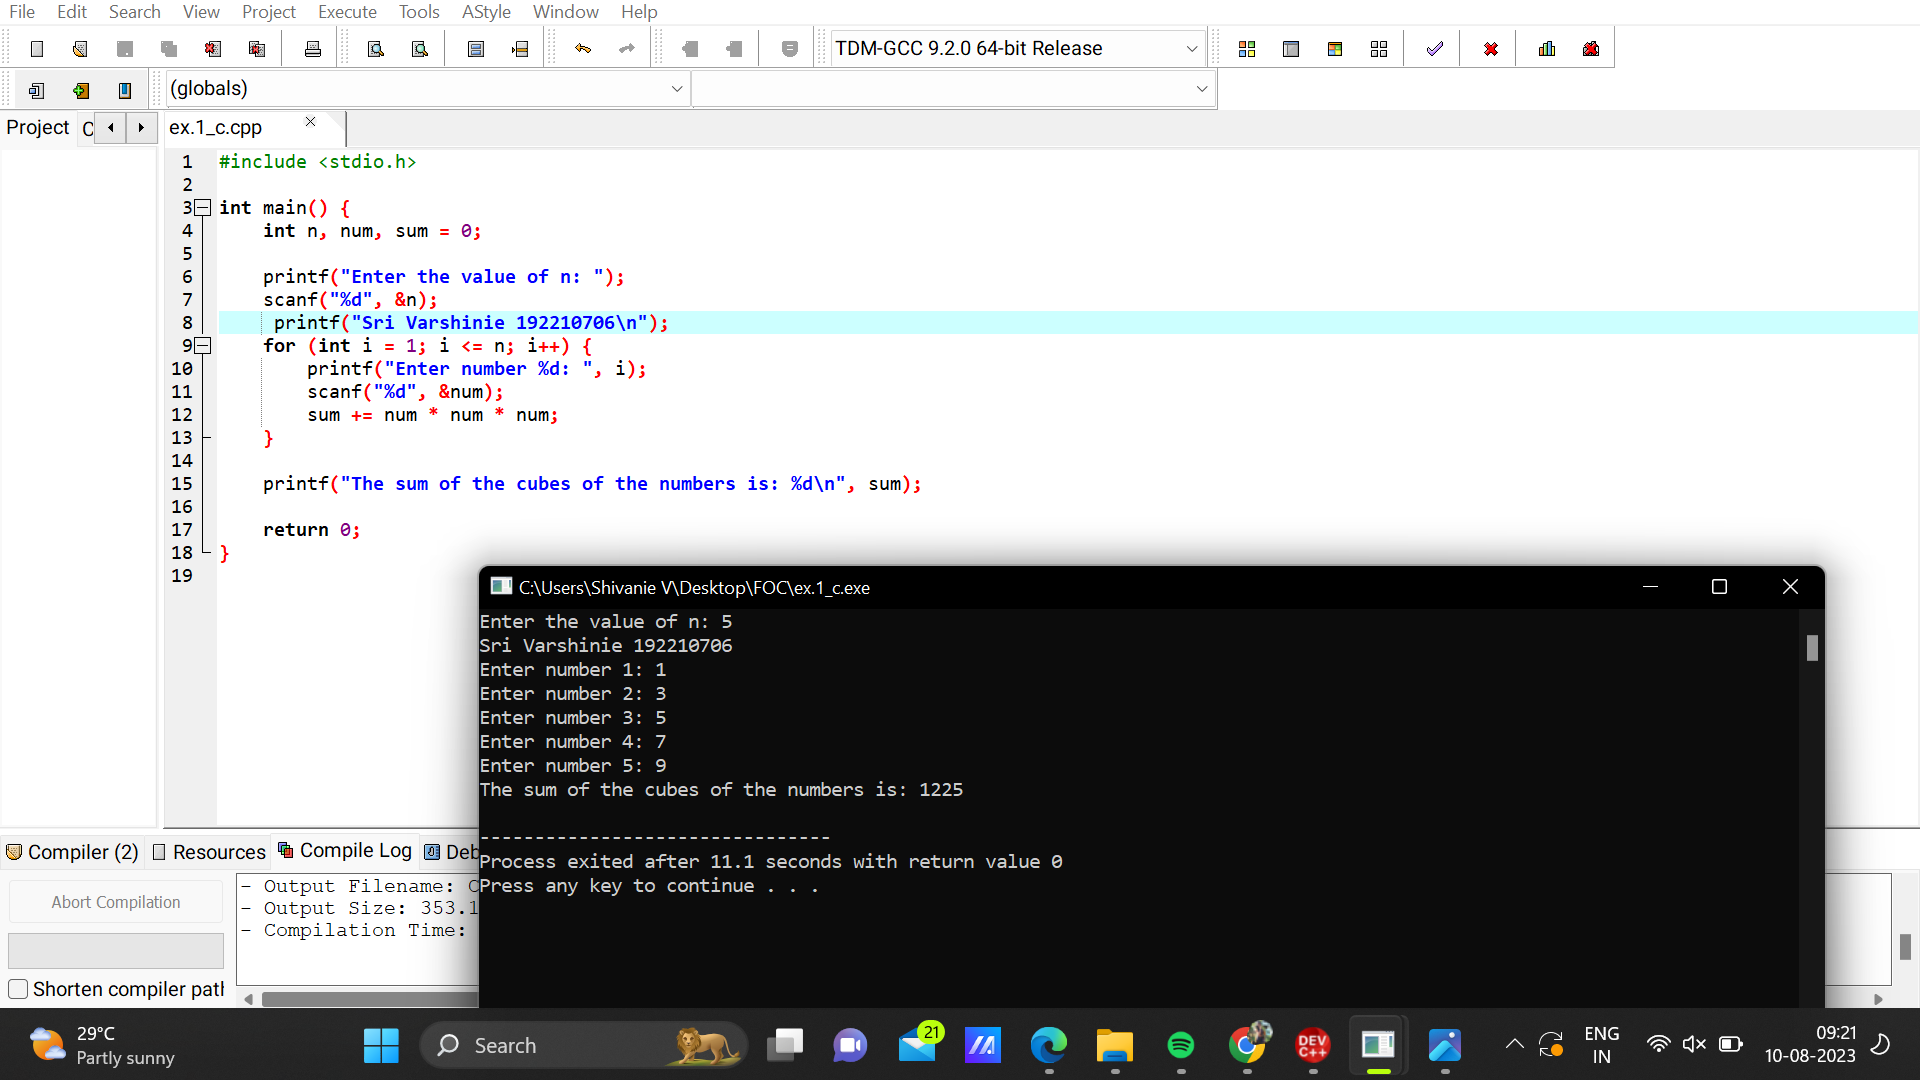 File Edit Search View Project Execute Tools AStyle Window Help
TDM-GCC 9.2.0 64-bit Release
(globals)
Project C ex.1_c.cpp
1 #include <stdio.h>
2
3 int main() {
4 int n, num, sum = 0;
5
6 printf("Enter the value of n: ");
7 scanf("%d", &n);
8 printf("Sri Varshinie 192210706\n");
9 for (int i = 1; i <= n; i++) {
10 printf("Enter number %d: ", i);
11 scanf("%d", &num);
12 sum += num * num * num;
13 }
14
15 printf("The sum of the cubes of the numbers is: %d\n", sum);
16
17 return 0;
18 }
19
C:\Users\Shivanie V\Desktop\FOC\ex.1_c.exe
Enter the value of n: 5
Sri Varshinie 192210706
Enter number 1: 1
Enter number 2: 3
Enter number 3: 5
Enter number 4: 7
Enter number 5: 9
The sum of the cubes of the numbers is: 1225
--------------------------------
Process exited after 11.1 seconds with return value 0
Press any key to continue . . .
Compiler (2) Resources Compile Log Deb
Abort Compilation
- Output Filename: C
- Output Size: 353.1
- Compilation Time:
Shorten compiler path
29°C
Partly sunny
Search
21
DEV
C++
ENG
IN
09:21
10-08-2023